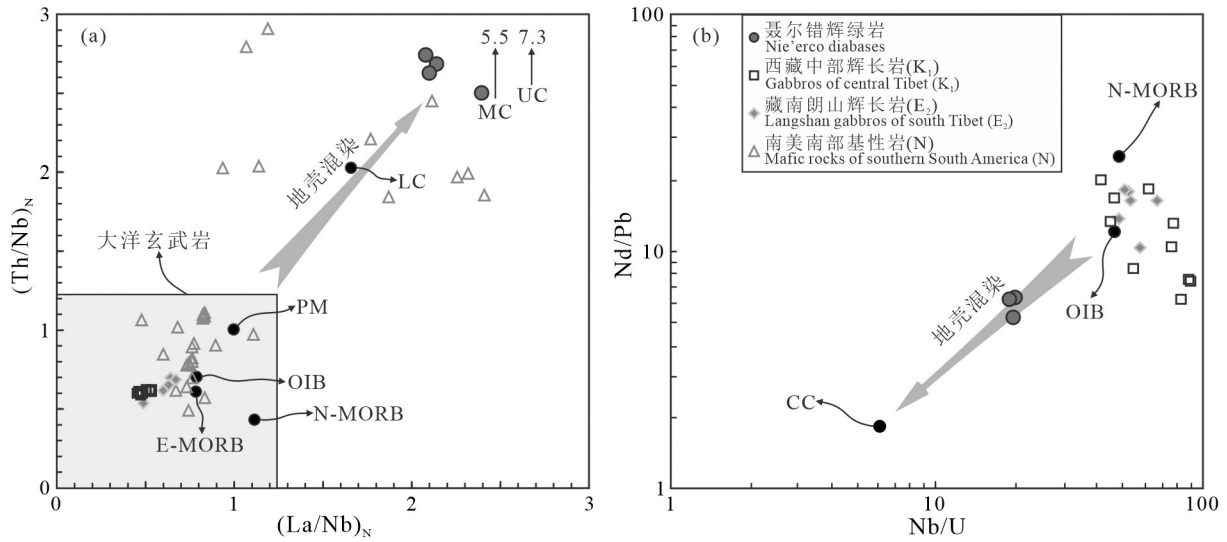 (a)
3
5.5 7.3
MC
UC
地壳混染
LC
2
(Th/Nb)N
大洋玄武岩
PM
1
OIB
N-MORB
E-MORB
0
0 1 2 3
(La/Nb)N
100
(b)
聂尔错辉绿岩
Nie'erco diabases
西藏中部辉长岩(K₁)
Gabbros of central Tibet (K₁)
藏南朗山辉长岩(E₂)
Langshan gabbros of south Tibet (E₂)
南美南部基性岩(N)
Mafic rocks of southern South America (N)
N-MORB
Nd/Pb
10
OIB
地壳混染
CC
1
1 10 100
Nb/U